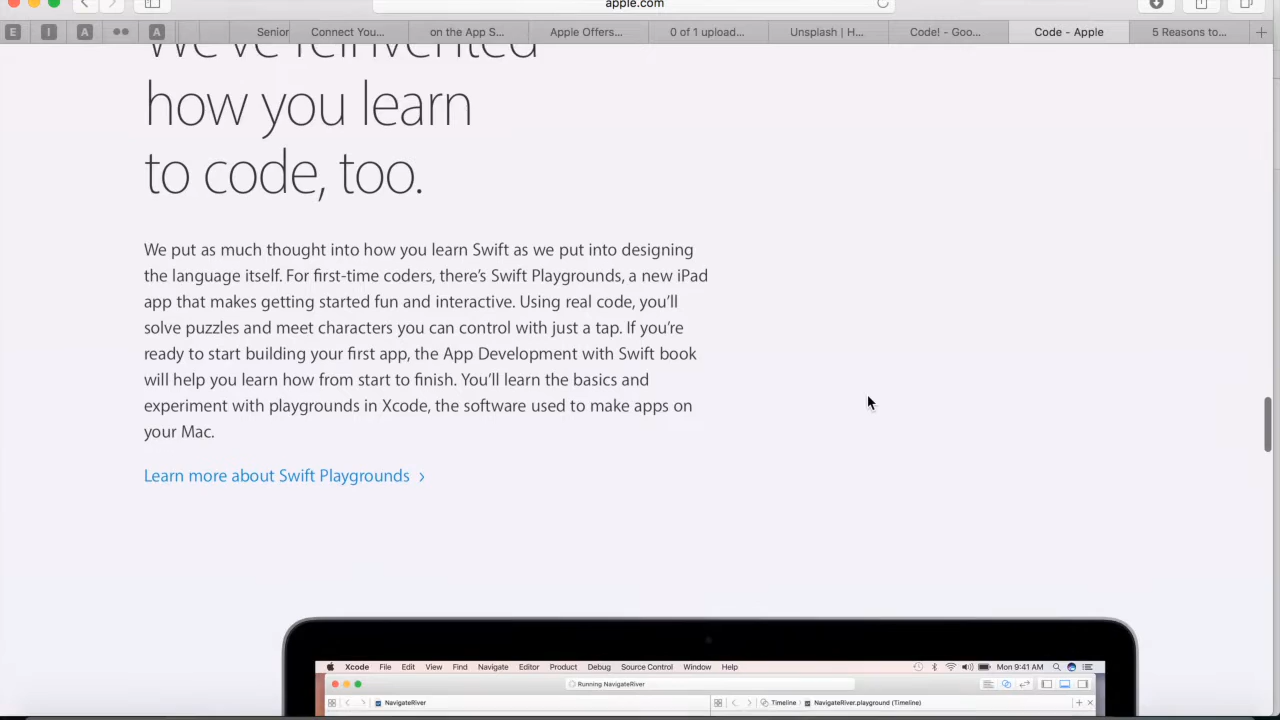 apple.com
E I A A Senior Connect You... on the App S... Apple Offers... 0 of 1 upload... Unsplash | H... Code! - Goo... Code - Apple 5 Reasons to...
We've reinvented
how you learn
to code, too.
We put as much thought into how you learn Swift as we put into designing
the language itself. For first-time coders, there's Swift Playgrounds, a new iPad
app that makes getting started fun and interactive. Using real code, you'll
solve puzzles and meet characters you can control with just a tap. If you're
ready to start building your first app, the App Development with Swift book
will help you learn how from start to finish. You'll learn the basics and
experiment with playgrounds in Xcode, the software used to make apps on
your Mac.
Learn more about Swift Playgrounds >
Xcode File Edit View Find Navigate Editor Product Debug Source Control Window Help Mon 9:41 AM
Running NavigateRiver
NavigateRiver Timeline NavigateRiver.playground (Timeline)